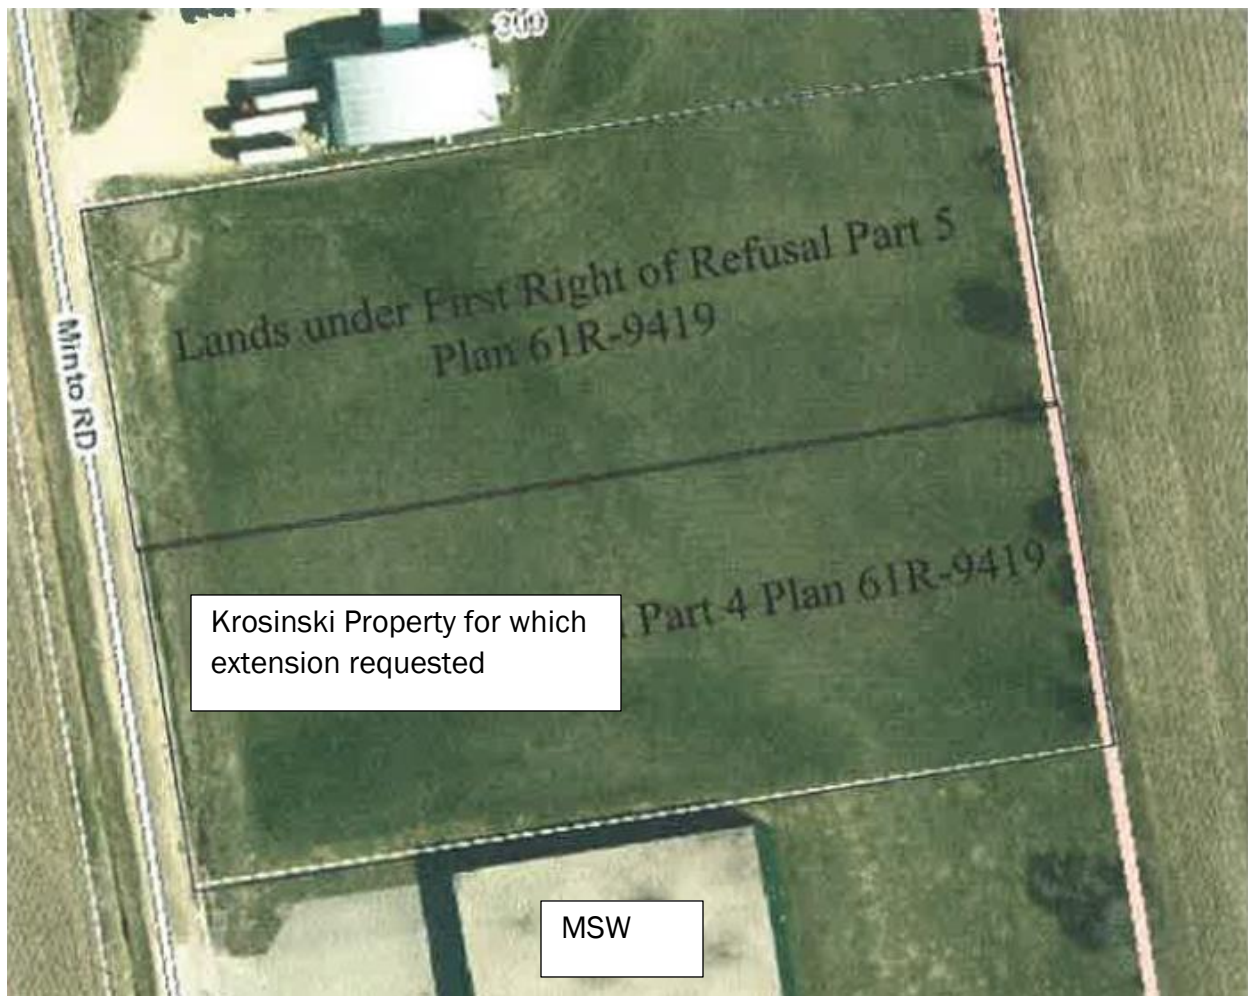 300
Minto RD
Lands under First Right of Refusal Part 5
Plan 61R-9419
Part 4 Plan 61R-9419
Krosinski Property for which
extension requested
MSW